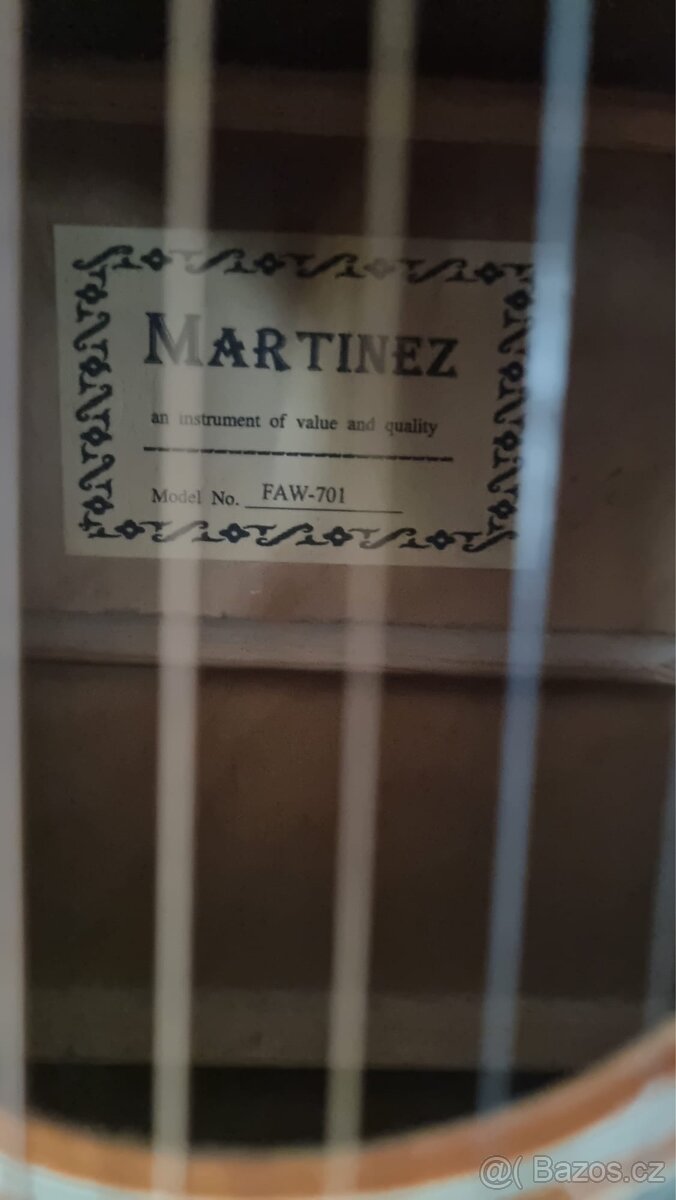 MARTINEZ
an instrument of value and quality
Model No. FAW-701
@( Bazos.cz